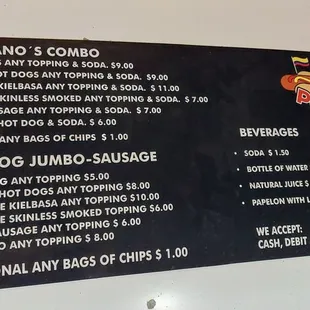 ANO´S COMBO
ANY TOPPING & SODA. $9.00
DOGS ANY TOPPING & SODA. $9.00
KIELBASA ANY TOPPING & SODA. $ 11.00
SKINLESS SMOKED ANY TOPPING & SODA. $ 7.00
ANY TOPPING & SODA. $ 7.00
HOT DOG & SODA. $ 6.00
ANY BAGS OF CHIPS $ 1.00
OG JUMBO-SAUSAGE
ANY TOPPING $5.00
HOT DOGS ANY TOPPING $8.00
KIELBASA ANY TOPPING $10.00
SKINLESS SMOKED TOPPING $6.00
AUSAGE ANY TOPPING $ 6.00
O ANY TOPPING $ 8.00
ONAL ANY BAGS OF CHIPS $ 1.00
BEVERAGES
• SODA $ 1.50
• BOTTLE OF WATER
• NATURAL JUICE $
• PAPELON WITH L
WE ACCEPT:
CASH, DEBIT